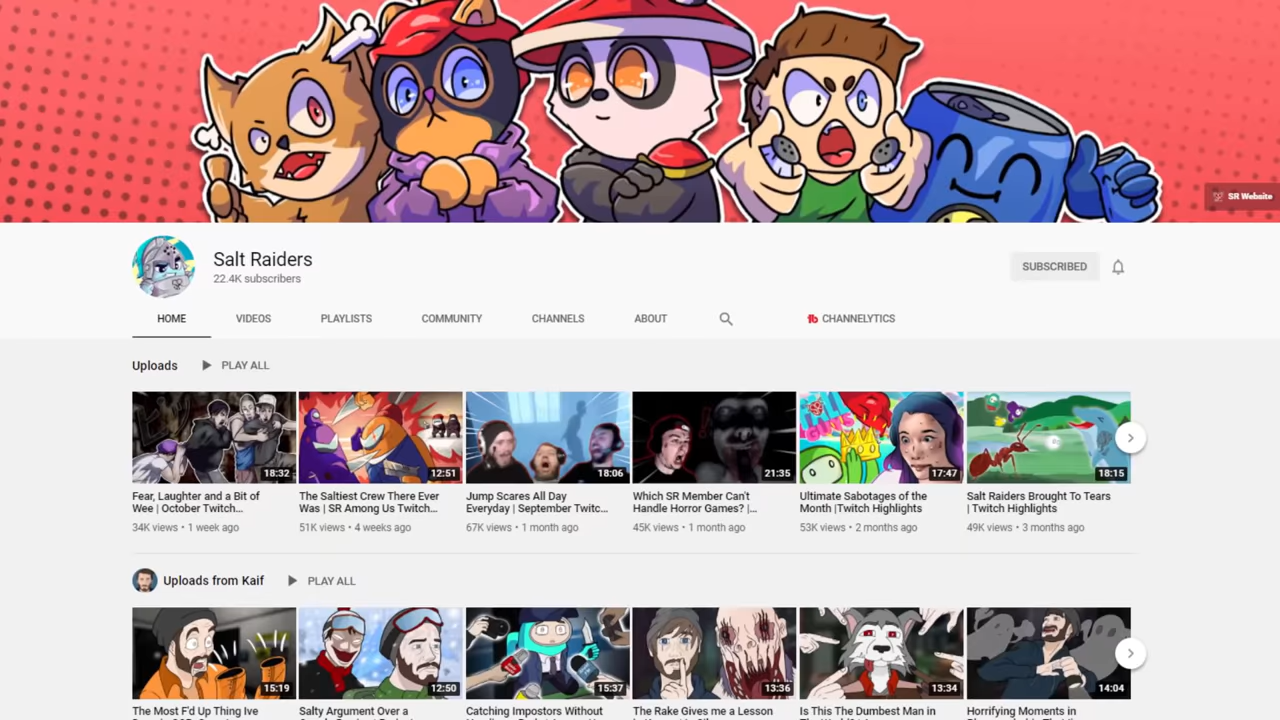 SR Website
Salt Raiders
22.4K subscribers
SUBSCRIBED
HOME VIDEOS PLAYLISTS COMMUNITY CHANNELS ABOUT CHANNELYTICS
Uploads PLAY ALL
18:32 12:51 18:06 21:35 17:47 18:15
Fear, Laughter and a Bit of
Wee | October Twitch...
34K views • 1 week ago
The Saltiest Crew There Ever
Was | SR Among Us Twitch...
51K views • 4 weeks ago
Jump Scares All Day
Everyday | September Twitc...
67K views • 1 month ago
Which SR Member Can't
Handle Horror Games? |...
45K views • 1 month ago
Ultimate Sabotages of the
Month |Twitch Highlights
53K views • 2 months ago
Salt Raiders Brought To Tears
| Twitch Highlights
49K views • 3 months ago
Uploads from Kaif PLAY ALL
15:19 12:50 15:37 13:36 13:34 14:04
The Most F'd Up Thing Ive
Salty Argument Over a
Catching Impostors Without
The Rake Gives me a Lesson
Is This The Dumbest Man in
Horrifying Moments in